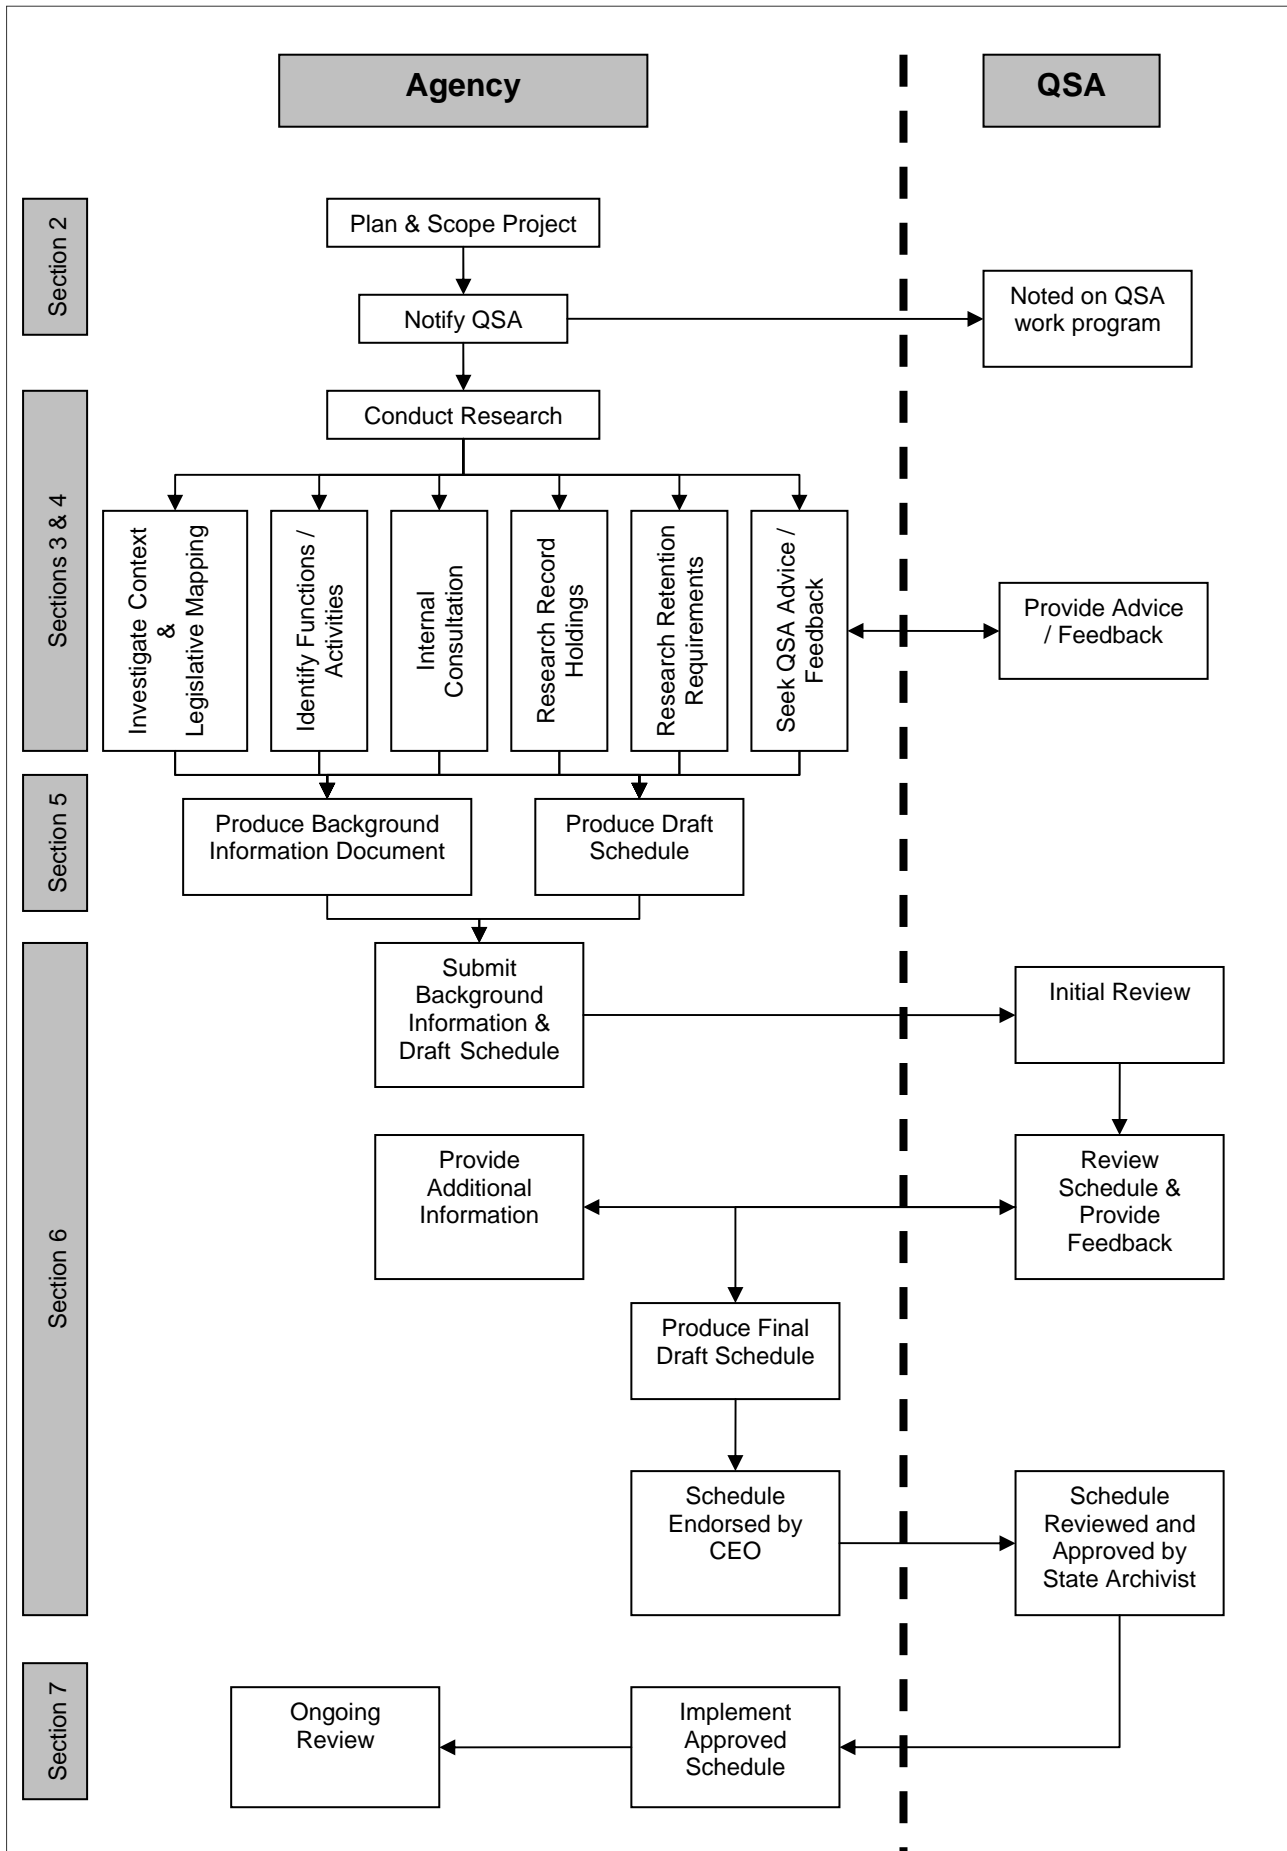 Agency
QSA
Section 2
Plan & Scope Project
Notify QSA
Noted on QSA
work program
Sections 3 & 4
Conduct Research
Investigate Context
&
Legislative Mapping
Identify Functions /
Activities
Internal
Consultation
Research Record
Holdings
Research Retention
Requirements
Seek QSA Advice /
Feedback
Provide Advice
/ Feedback
Section 5
Produce Background
Information Document
Produce Draft
Schedule
Section 6
Submit
Background
Information &
Draft Schedule
Initial Review
Provide
Additional
Information
Review
Schedule &
Provide
Feedback
Produce Final
Draft Schedule
Schedule
Endorsed by
CEO
Schedule
Reviewed and
Approved by
State Archivist
Section 7
Ongoing
Review
Implement
Approved
Schedule